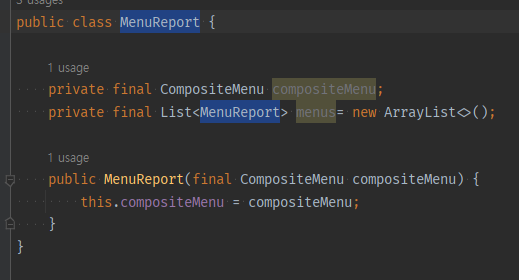 3 usages
public class MenuReport {
1 usage
private final CompositeMenu compositeMenu;
private final List<MenuReport> menus= new ArrayList<>();
1 usage
public MenuReport(final CompositeMenu compositeMenu) {
this.compositeMenu = compositeMenu;
}
}